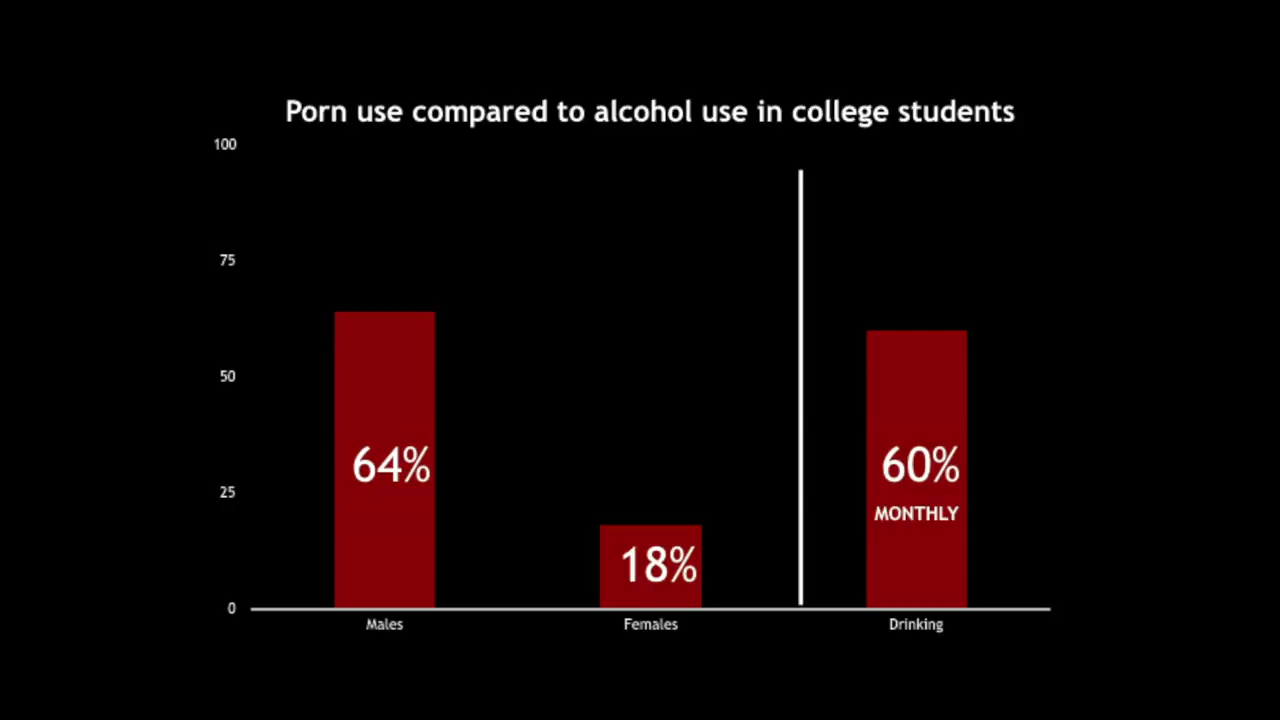 Porn use compared to alcohol use in college students
100
75
50
25
0
64%
18%
60%
MONTHLY
Males
Females
Drinking